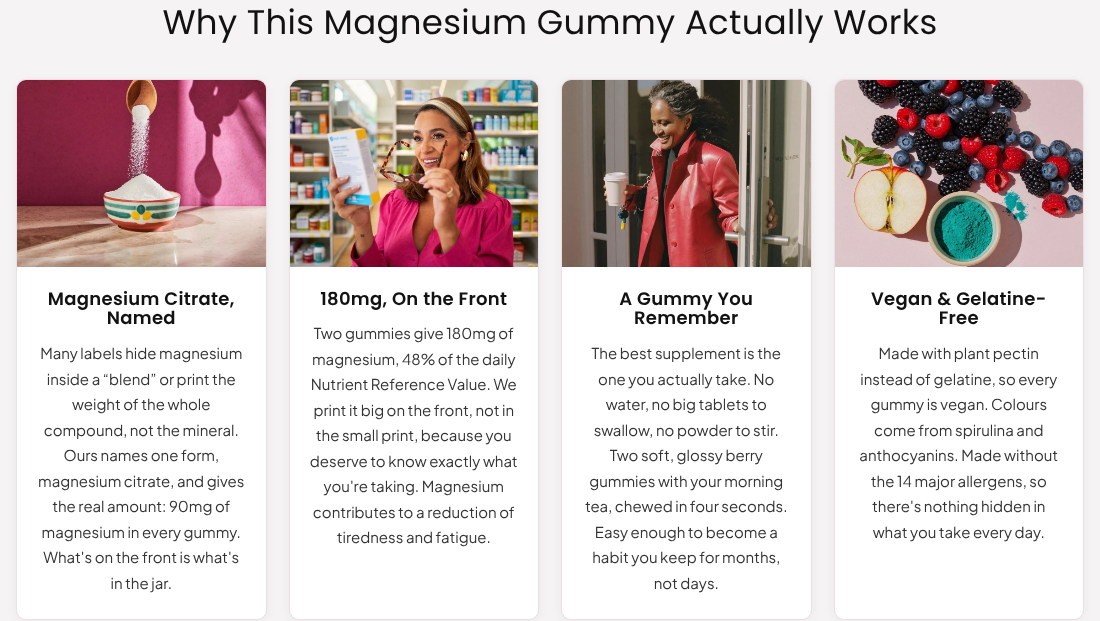 Why This Magnesium Gummy Actually Works
Magnesium Citrate,
Named
Many labels hide magnesium
inside a “blend” or print the
weight of the whole
compound, not the mineral.
Ours names one form,
magnesium citrate, and gives
the real amount: 90mg of
magnesium in every gummy.
What's on the front is what's
in the jar.
180mg, On the Front
Two gummies give 180mg of
magnesium, 48% of the daily
Nutrient Reference Value. We
print it big on the front, not in
the small print, because you
deserve to know exactly what
you're taking. Magnesium
contributes to a reduction of
tiredness and fatigue.
A Gummy You
Remember
The best supplement is the
one you actually take. No
water, no big tablets to
swallow, no powder to stir.
Two soft, glossy berry
gummies with your morning
tea, chewed in four seconds.
Easy enough to become a
habit you keep for months,
not days.
Vegan & Gelatine-
Free
Made with plant pectin
instead of gelatine, so every
gummy is vegan. Colours
come from spirulina and
anthocyanins. Made without
the 14 major allergens, so
there's nothing hidden in
what you take every day.